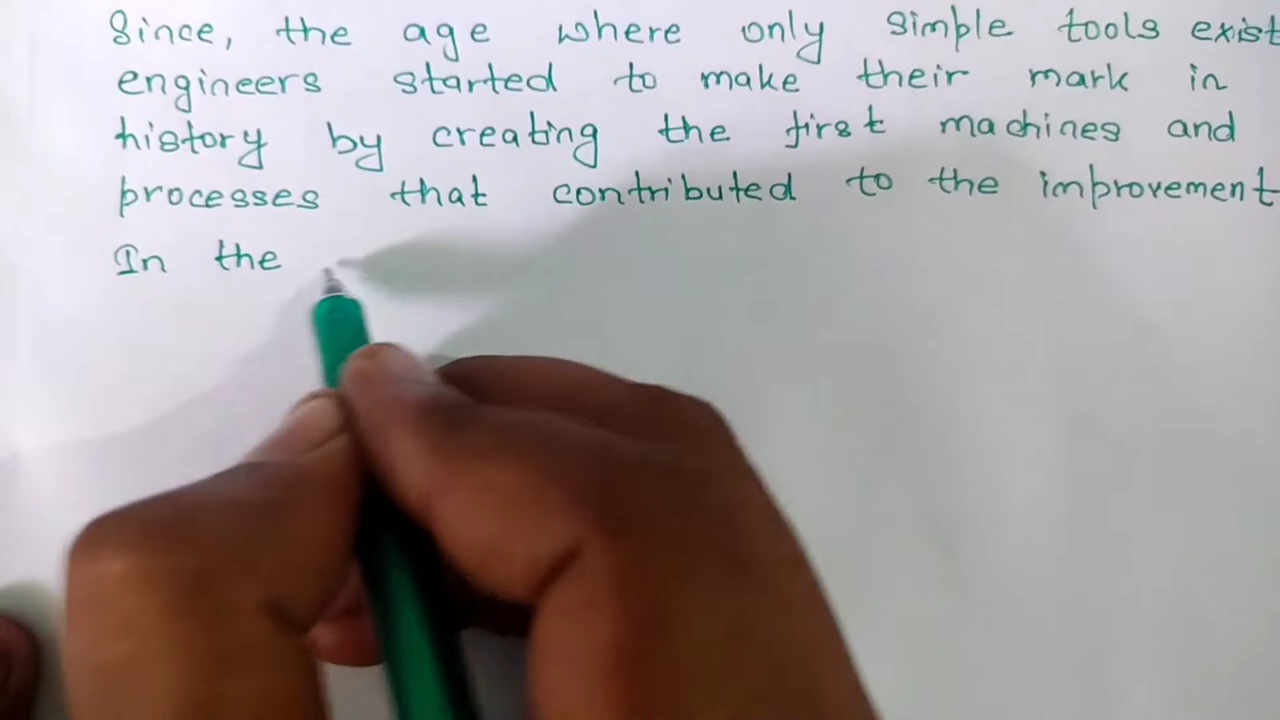 Since, the age where only simple tools exist
engineers started to make their mark in
history by creating the first machines and
processes that contributed to the improvement
In the